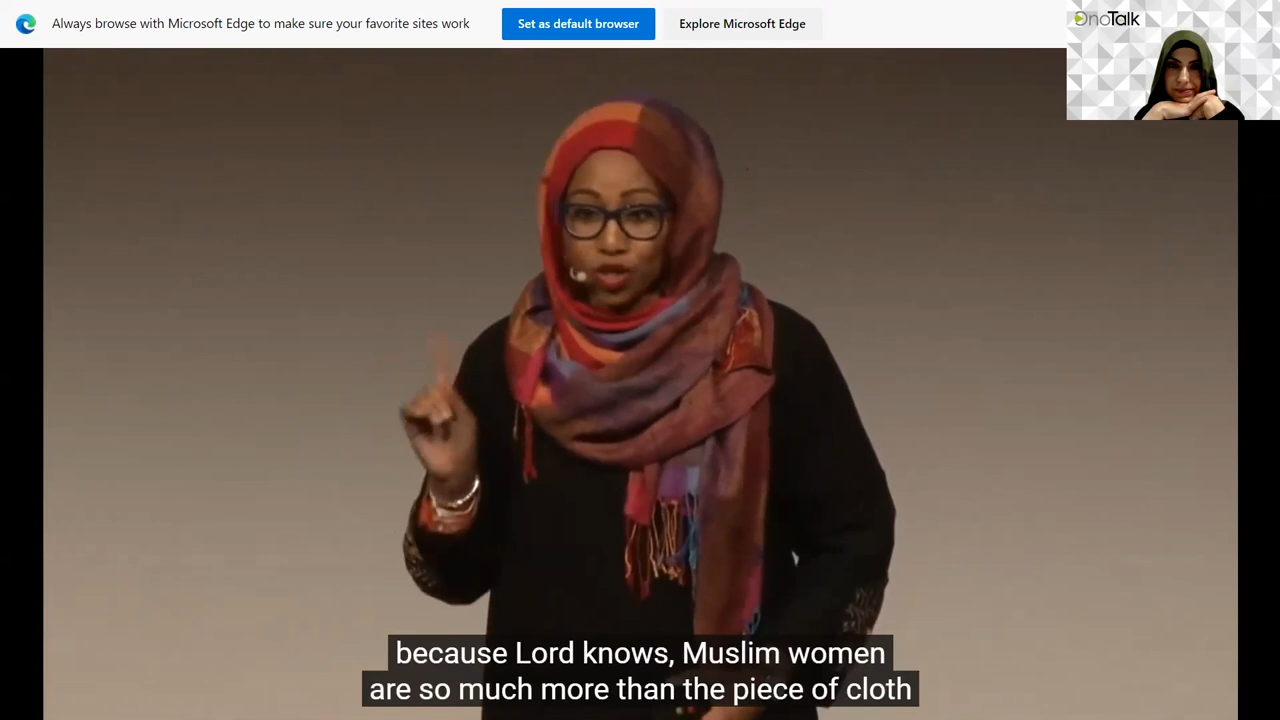 Always browse with Microsoft Edge to make sure your favorite sites work
Set as default browser
Explore Microsoft Edge
OnoTalk
because Lord knows, Muslim women
are so much more than the piece of cloth